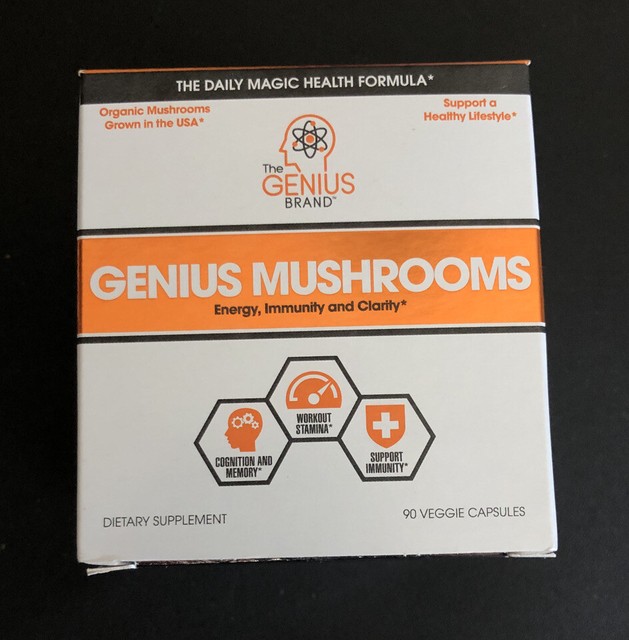 THE DAILY MAGIC HEALTH FORMULA*
Organic Mushrooms
Grown in the USA*
Support a
Healthy Lifestyle*
The
GENIUS
BRAND™
GENIUS MUSHROOMS
Energy, Immunity and Clarity*
WORKOUT
STAMINA*
COGNITION AND
MEMORY*
SUPPORT
IMMUNITY*
DIETARY SUPPLEMENT
90 VEGGIE CAPSULES